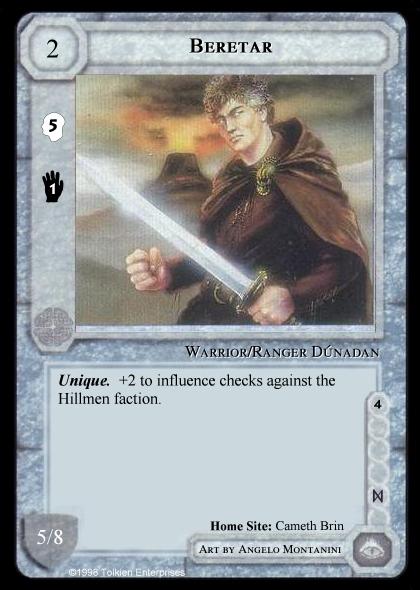 2
BERETAR
5
1
WARRIOR/RANGER DÚNADAN
Unique. +2 to influence checks against the
Hillmen faction.
4
ᛞ
Home Site: Cameth Brin
5/8
ART BY ANGELO MONTANINI
©1998 Tolkien Enterprises